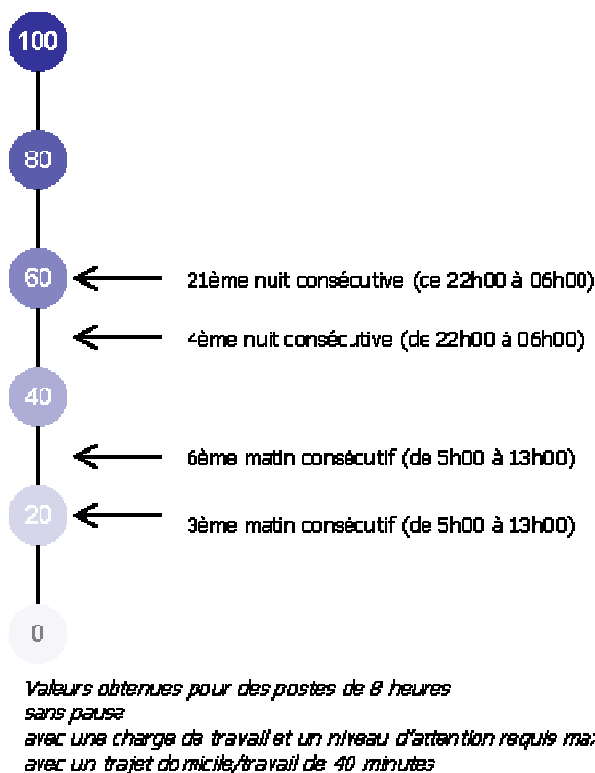 100
80
60
21ème nuit consécutive (ce 22h00 à 06h00)
4ème nuit consécutive (de 22h00 à 06h00)
40
6ème matin consécutif (de 5h00 à 13h00)
20
3ème matin consécutif (de 5h00 à 13h00)
0
Valeurs obtenues pour des postes de 8 heures
sans pause
avec une charge de travail et un niveau d'attention requis max
avec un trajet domicile/travail de 40 minutes